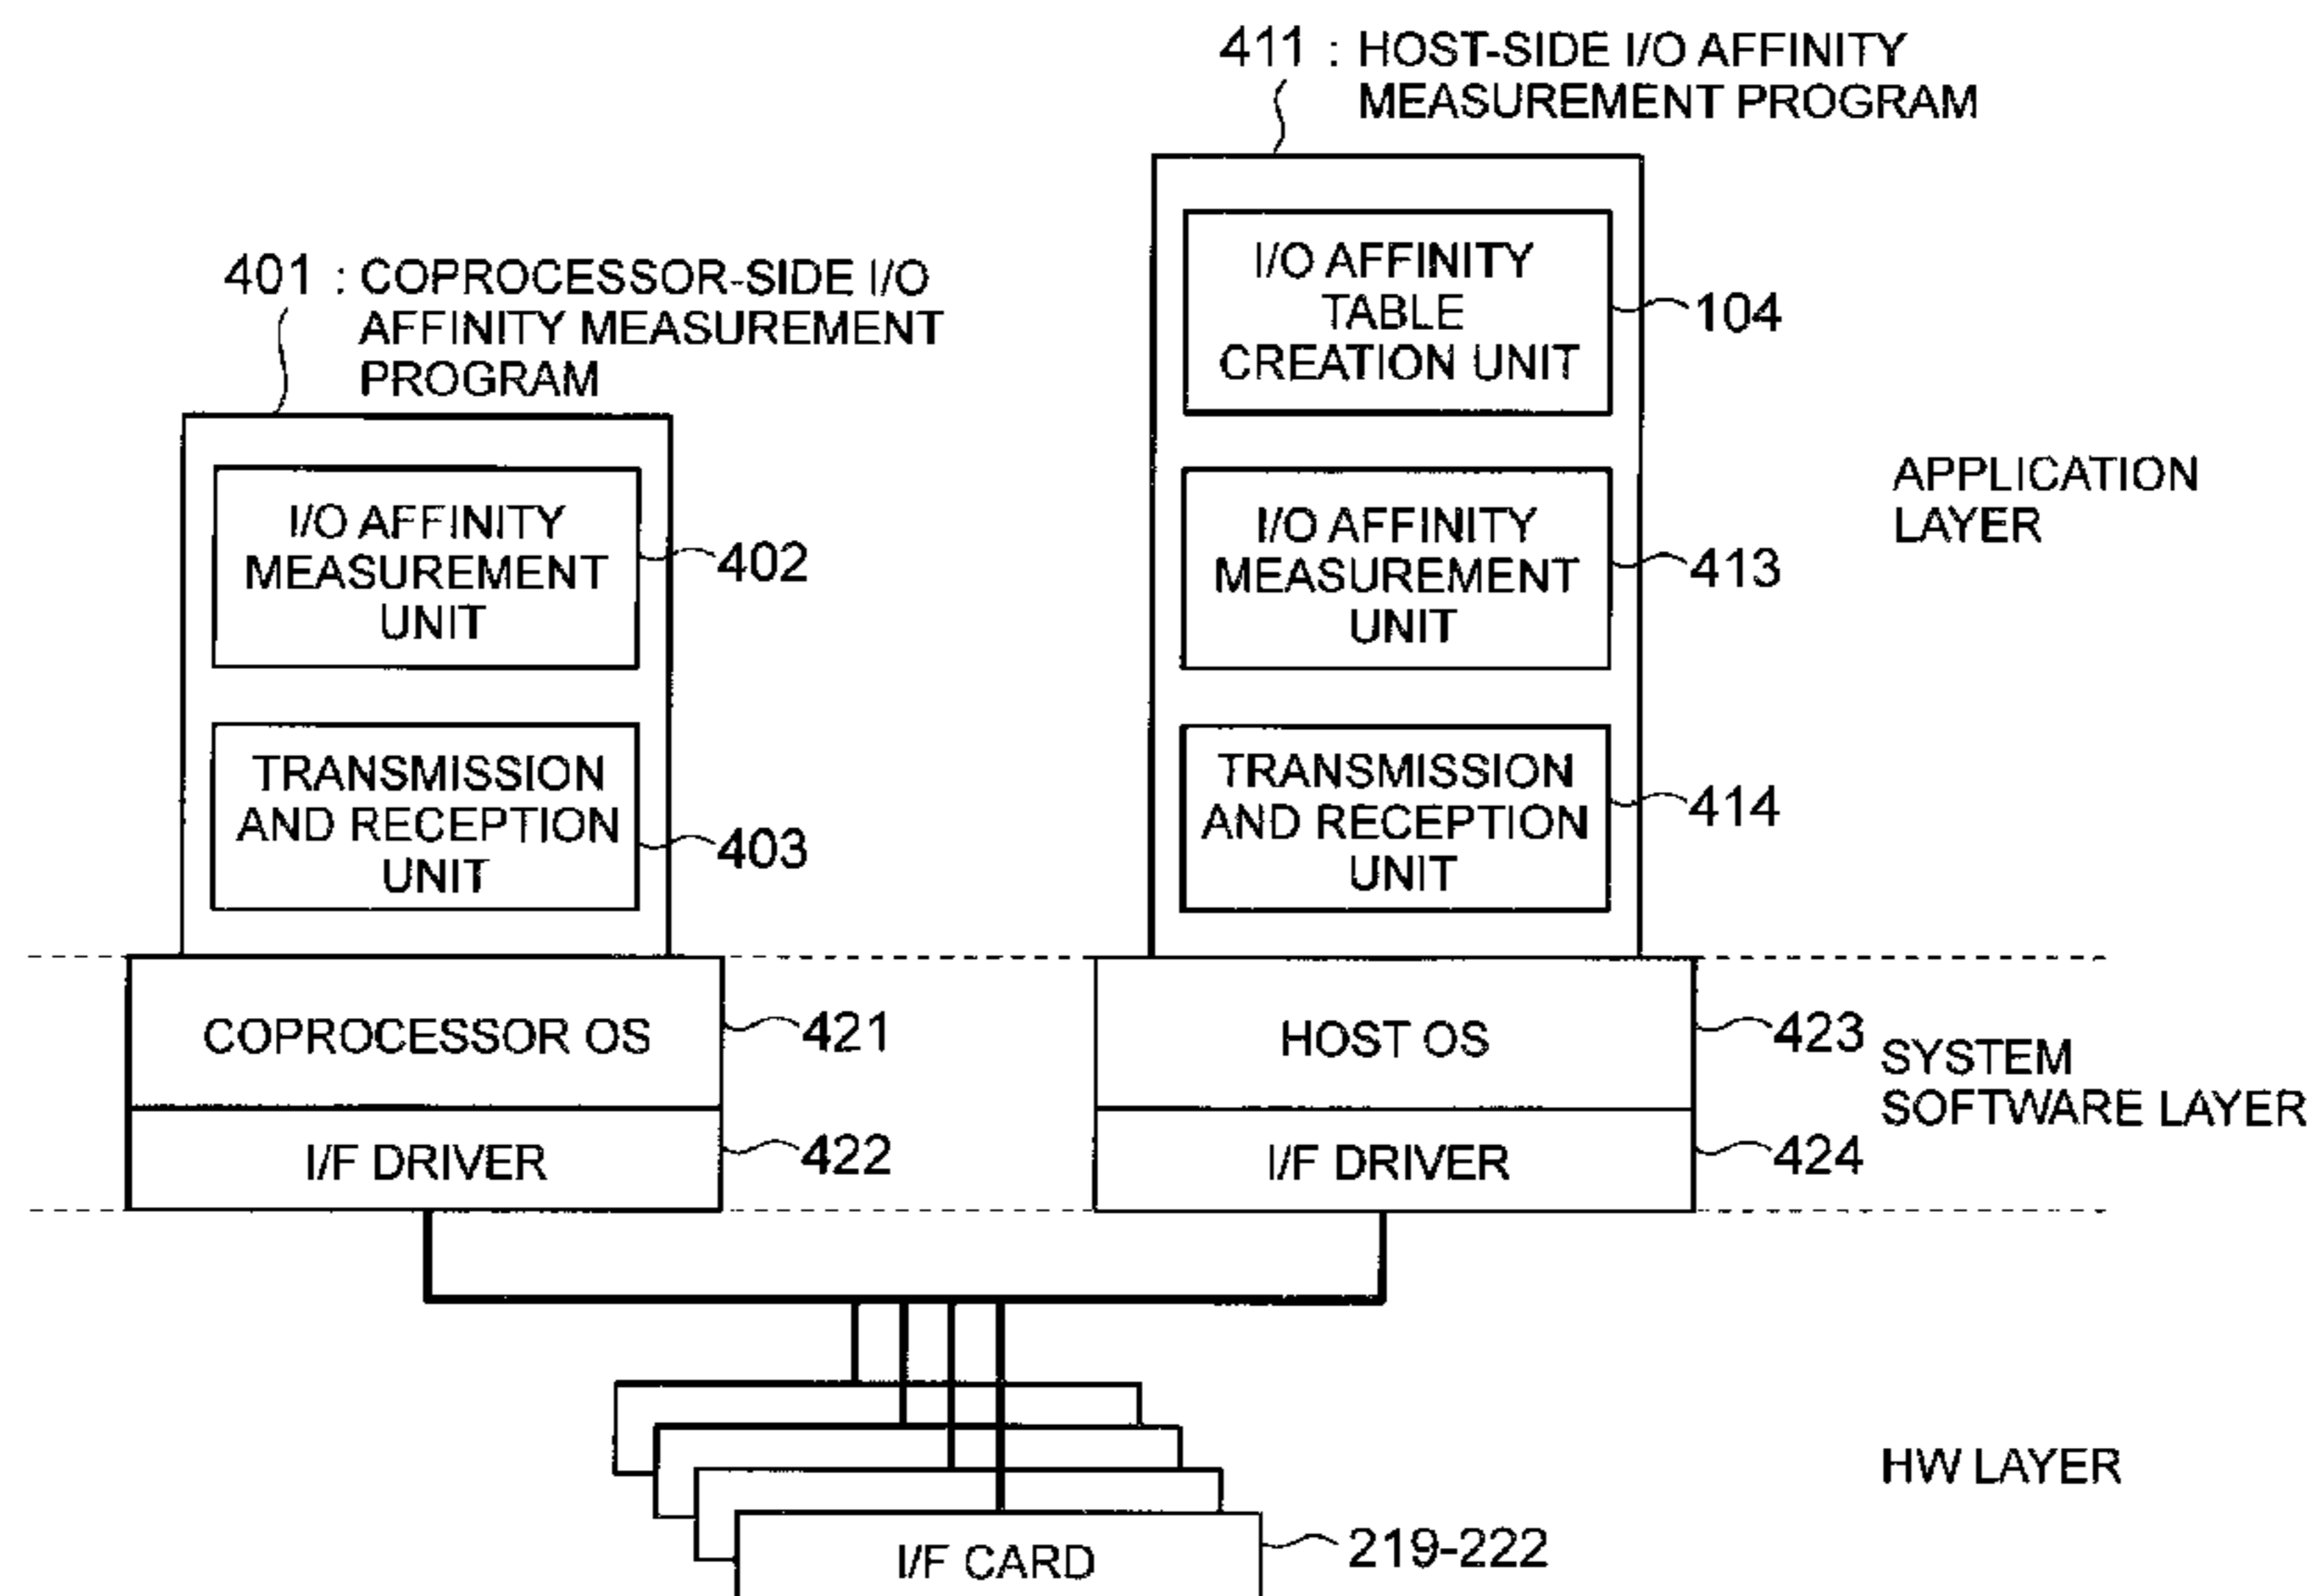 411 : HOST-SIDE I/O AFFINITY
MEASUREMENT PROGRAM
401 : COPROCESSOR-SIDE I/O
AFFINITY MEASUREMENT
PROGRAM
I/O AFFINITY
TABLE
CREATION UNIT
104
I/O AFFINITY
MEASUREMENT
UNIT
402
I/O AFFINITY
MEASUREMENT
UNIT
413
APPLICATION
LAYER
TRANSMISSION
AND RECEPTION
UNIT
403
TRANSMISSION
AND RECEPTION
UNIT
414
COPROCESSOR OS
421
HOST OS
423
SYSTEM
SOFTWARE LAYER
I/F DRIVER
422
I/F DRIVER
424
HW LAYER
I/F CARD
219-222